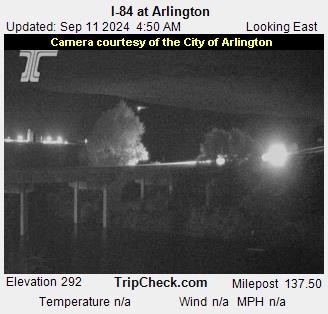 I-84 at Arlington
Updated: Sep 11 2024 4:50 AM Looking East
Camera courtesy of the City of Arlington
Elevation 292 TripCheck.com Milepost 137.50
Temperature n/a Wind n/a MPH n/a